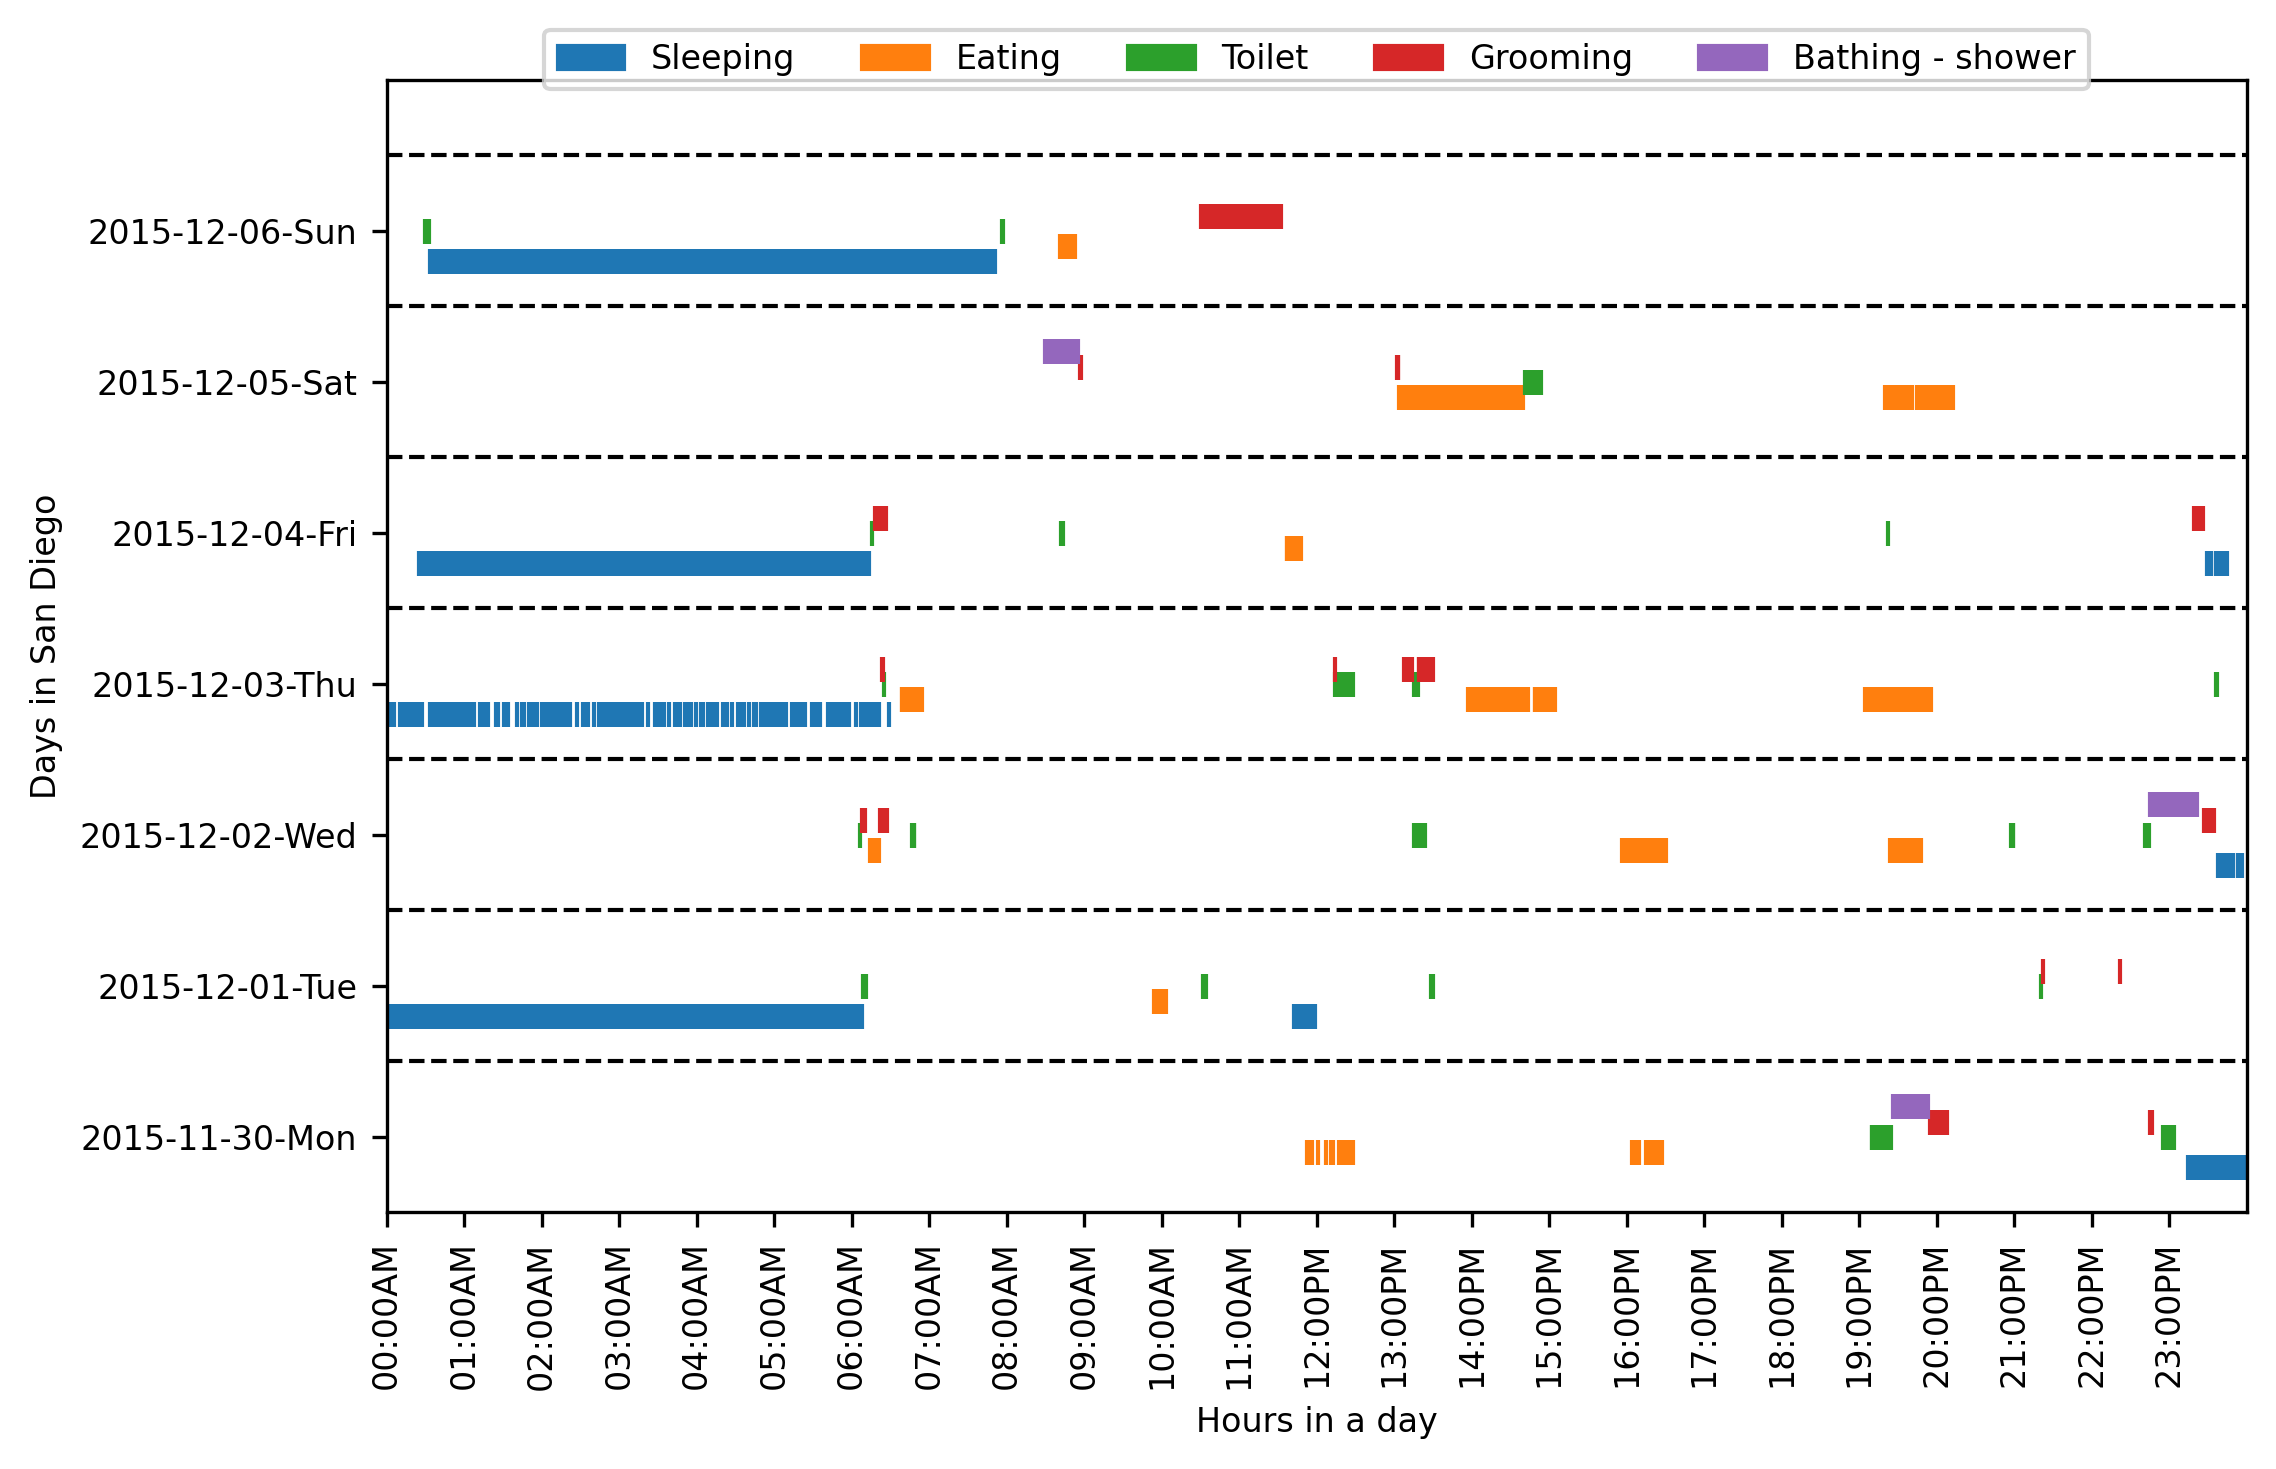 Sleeping Eating Toilet Grooming Bathing - shower
2015-12-06-Sun
2015-12-05-Sat
2015-12-04-Fri
2015-12-03-Thu
2015-12-02-Wed
2015-12-01-Tue
2015-11-30-Mon
Days in San Diego
00:00AM 01:00AM 02:00AM 03:00AM 04:00AM 05:00AM 06:00AM 07:00AM 08:00AM 09:00AM 10:00AM 11:00AM 12:00PM 13:00PM 14:00PM 15:00PM 16:00PM 17:00PM 18:00PM 19:00PM 20:00PM 21:00PM 22:00PM 23:00PM
Hours in a day